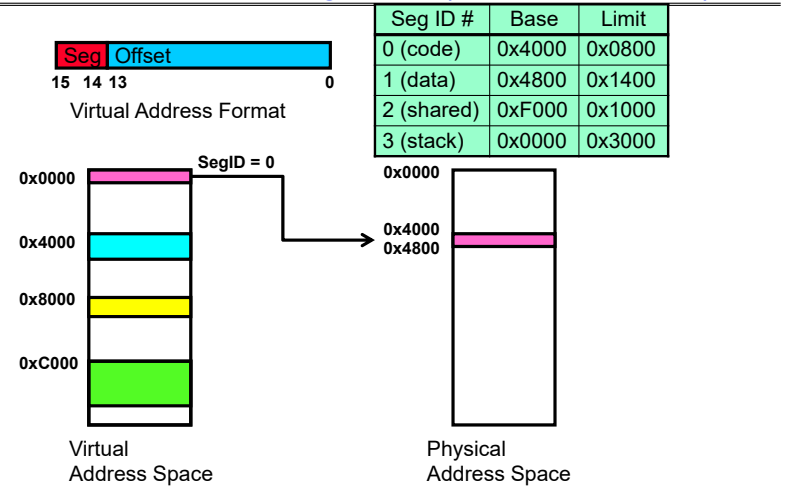 Seg ID # Base Limit
0 (code) 0x4000 0x0800
1 (data) 0x4800 0x1400
2 (shared) 0xF000 0x1000
3 (stack) 0x0000 0x3000
Seg Offset
15 14 13 0
Virtual Address Format
SegID = 0
0x0000
0x4000
0x8000
0xC000
Virtual
Address Space
0x0000
0x4000
0x4800
Physical
Address Space